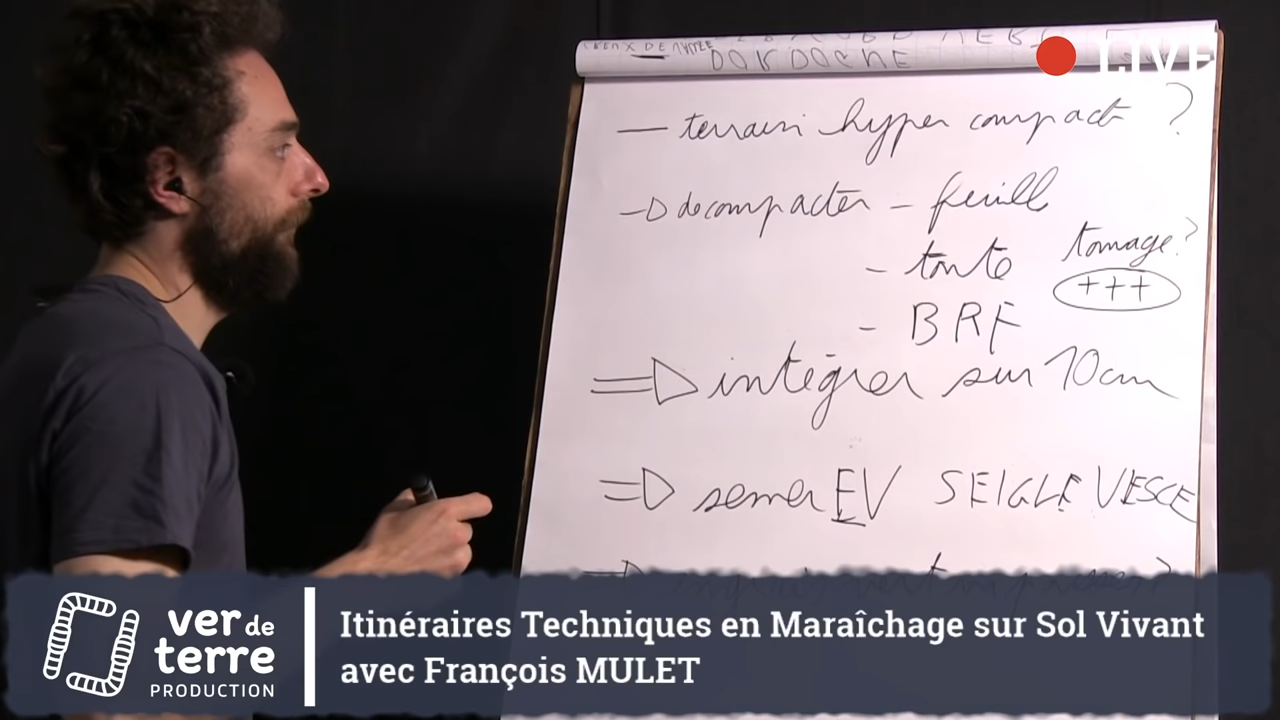 DORDOGNE
LIVE
— terrain hyper compact ?
→ decompacter - feuill
- tonte
tonnage ?
+++
- BRF
⇒ intégrer sur 10cm
⇒ semer EV SEIGLE VESCE
ver de terre PRODUCTION
Itinéraires Techniques en Maraîchage sur Sol Vivant
avec François MULET